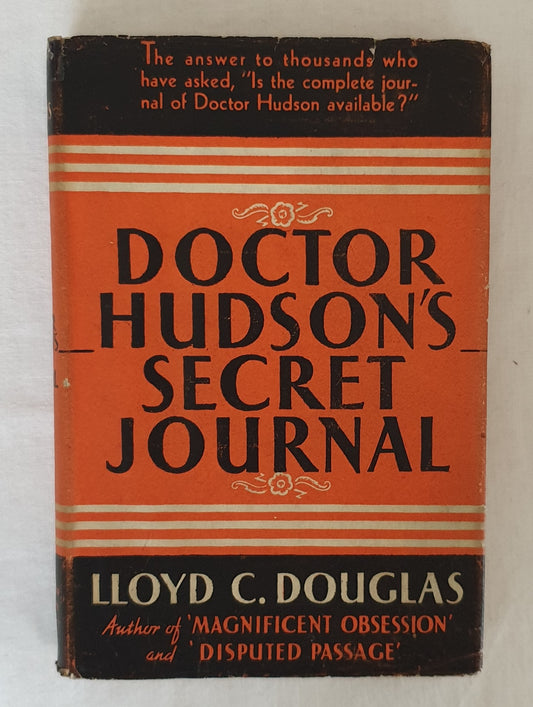 The answer to thousands who
have asked, "Is the complete jour-
nal of Doctor Hudson available?"
DOCTOR
HUDSON'S
SECRET
JOURNAL
LLOYD C. DOUGLAS
Author of 'MAGNIFICENT OBSESSION'
and 'DISPUTED PASSAGE'